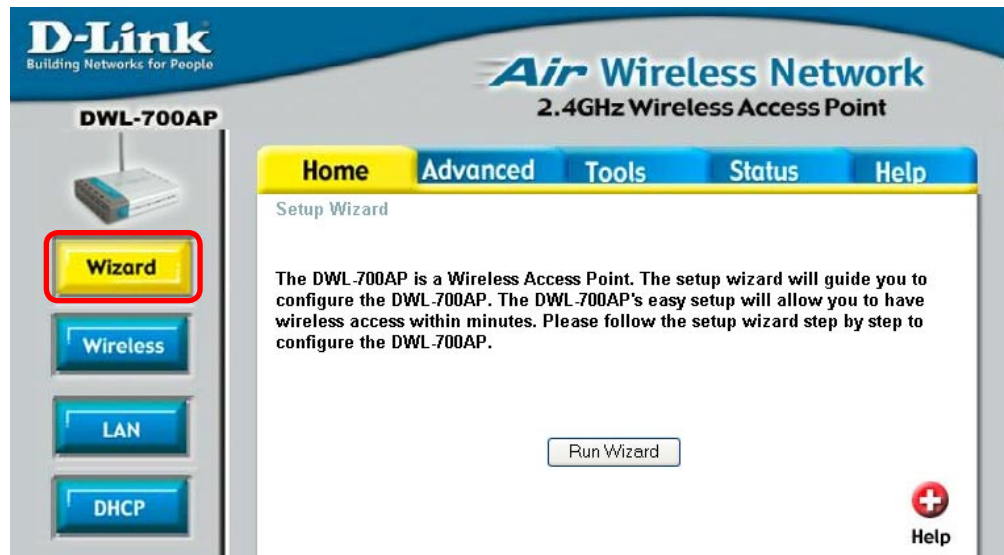 D-Link
Building Networks for People
Air Wireless Network
2.4GHz Wireless Access Point
DWL-700AP
Home
Advanced
Tools
Status
Help
Setup Wizard
Wizard
The DWL-700AP is a Wireless Access Point. The setup wizard will guide you to
configure the DWL-700AP. The DWL-700AP's easy setup will allow you to have
wireless access within minutes. Please follow the setup wizard step by step to
configure the DWL-700AP.
Wireless
LAN
Run Wizard
DHCP
Help